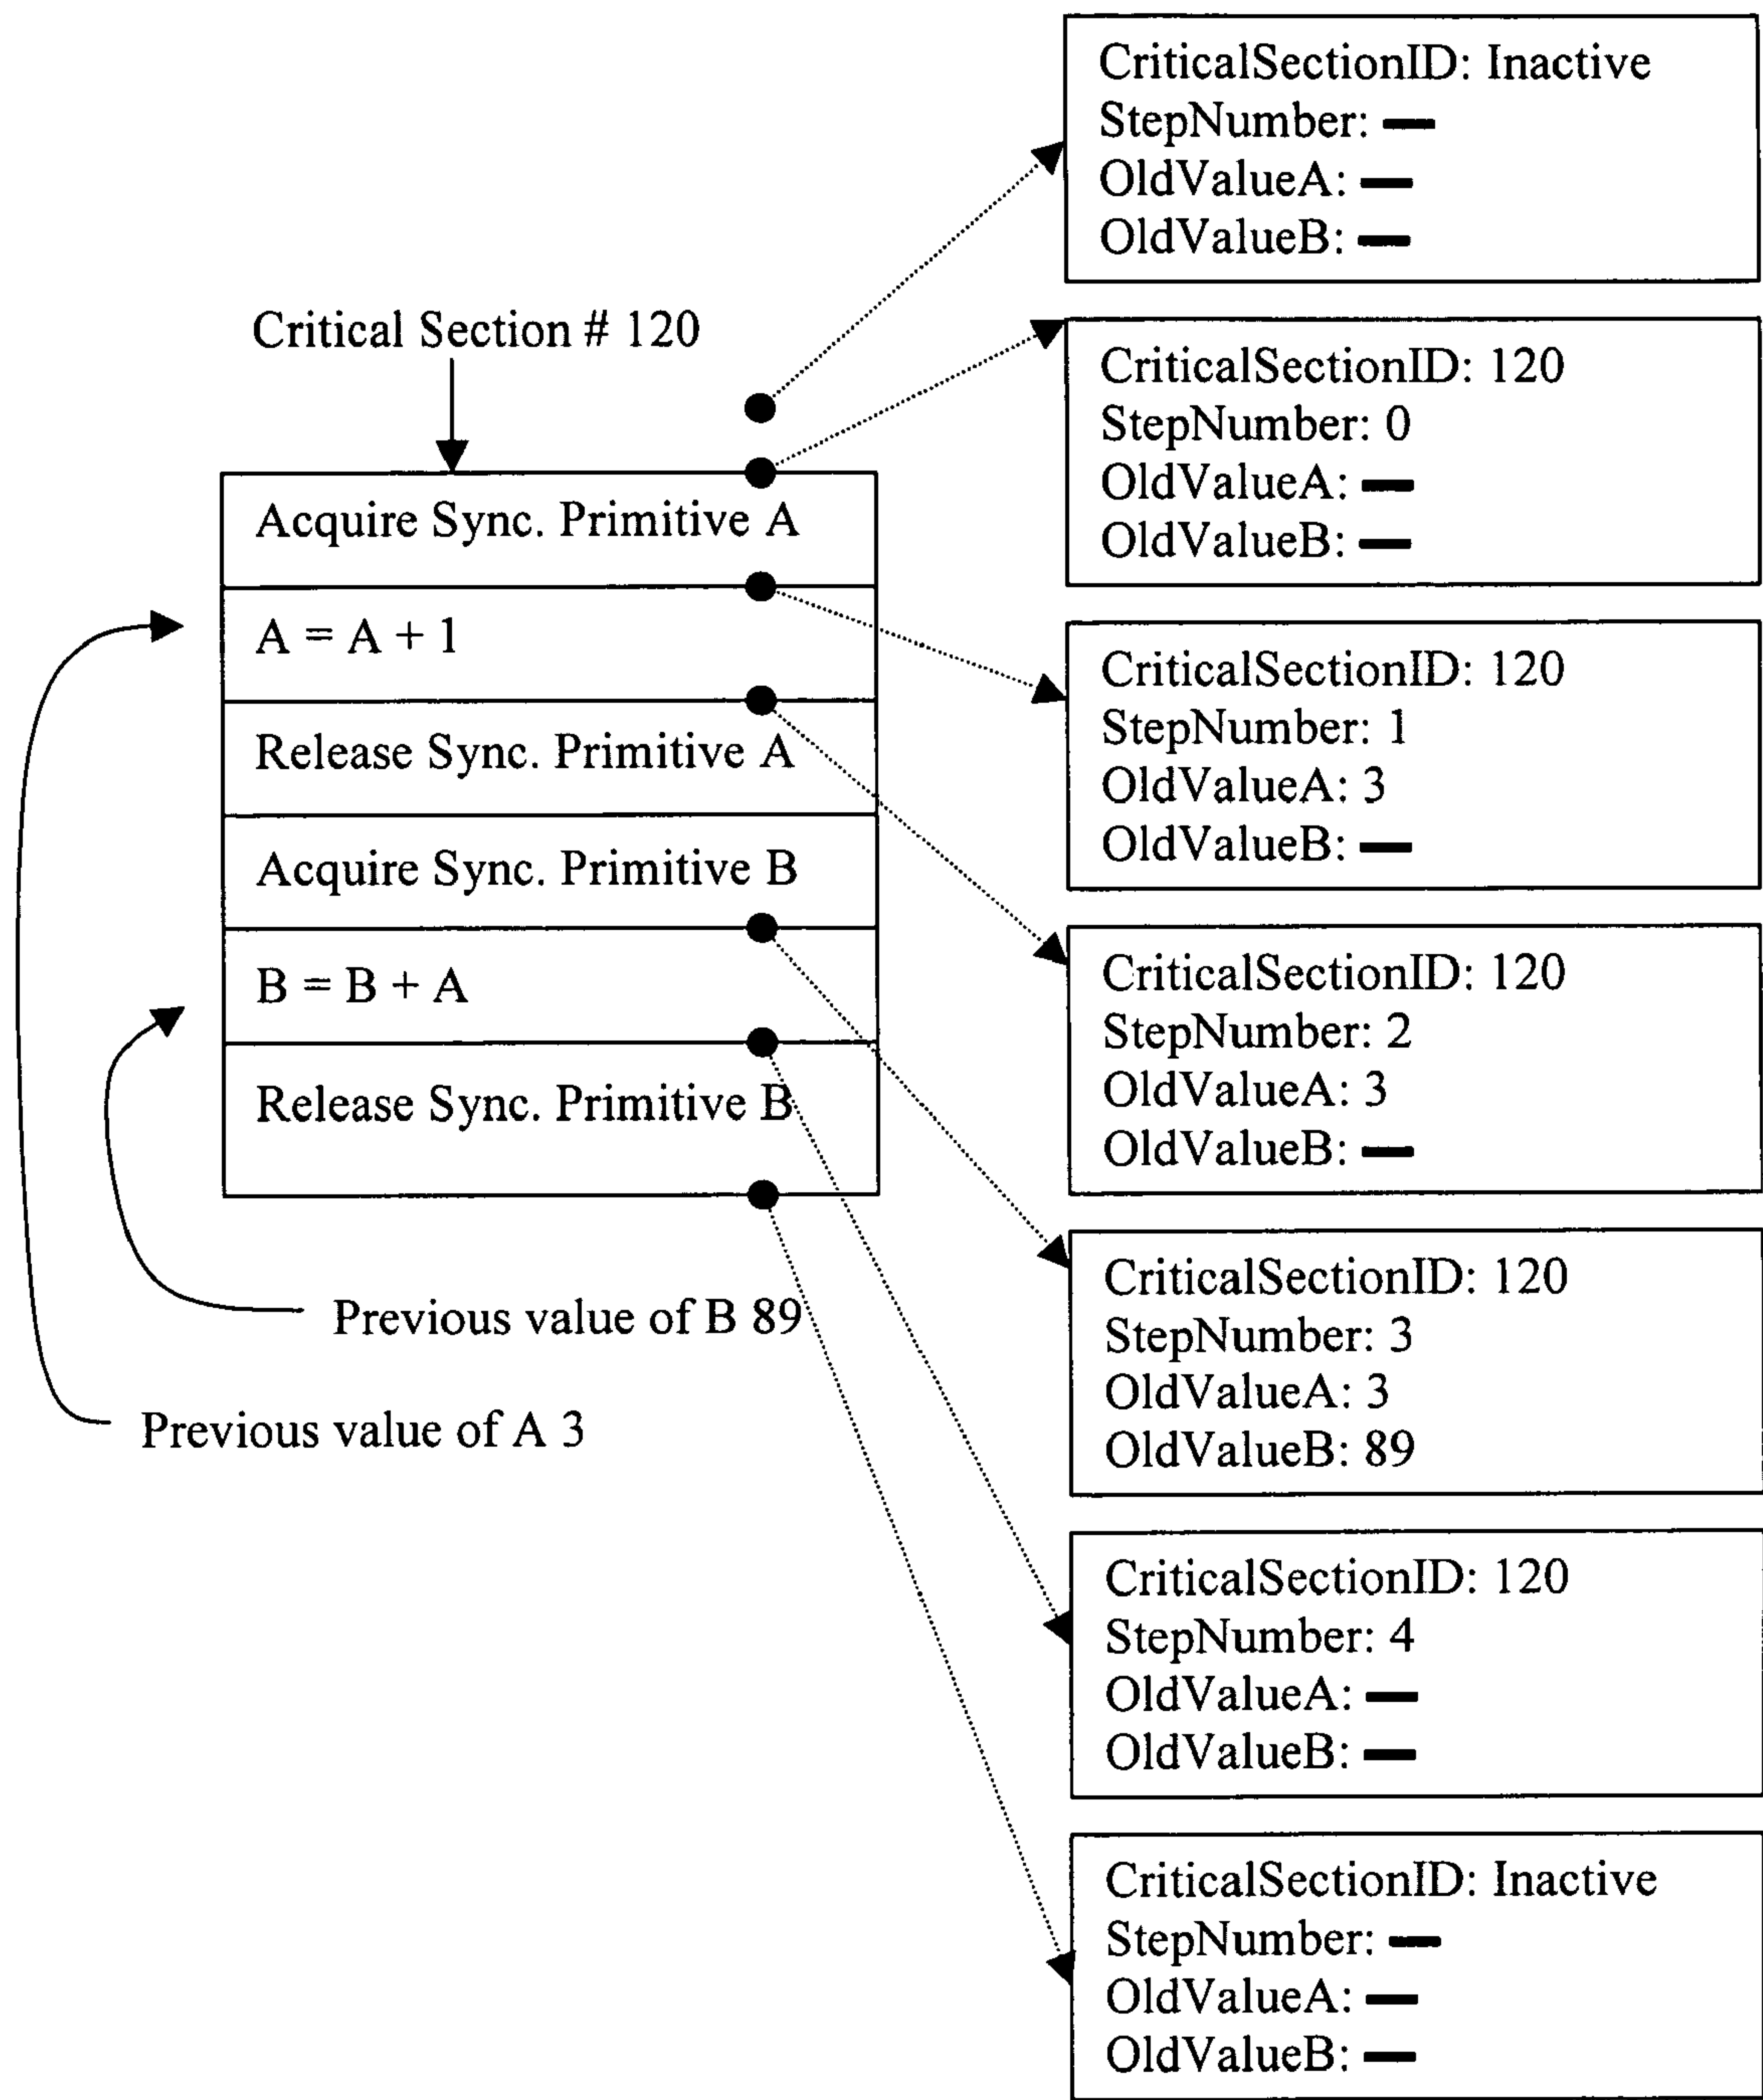 Critical Section # 120
Acquire Sync. Primitive A
A = A + 1
Release Sync. Primitive A
Acquire Sync. Primitive B
B = B + A
Release Sync. Primitive B
Previous value of B 89
Previous value of A 3
CriticalSectionID: Inactive
StepNumber: —
OldValueA: —
OldValueB: —
CriticalSectionID: 120
StepNumber: 0
OldValueA: —
OldValueB: —
CriticalSectionID: 120
StepNumber: 1
OldValueA: 3
OldValueB: —
CriticalSectionID: 120
StepNumber: 2
OldValueA: 3
OldValueB: —
CriticalSectionID: 120
StepNumber: 3
OldValueA: 3
OldValueB: 89
CriticalSectionID: 120
StepNumber: 4
OldValueA: —
OldValueB: —
CriticalSectionID: Inactive
StepNumber: —
OldValueA: —
OldValueB: —